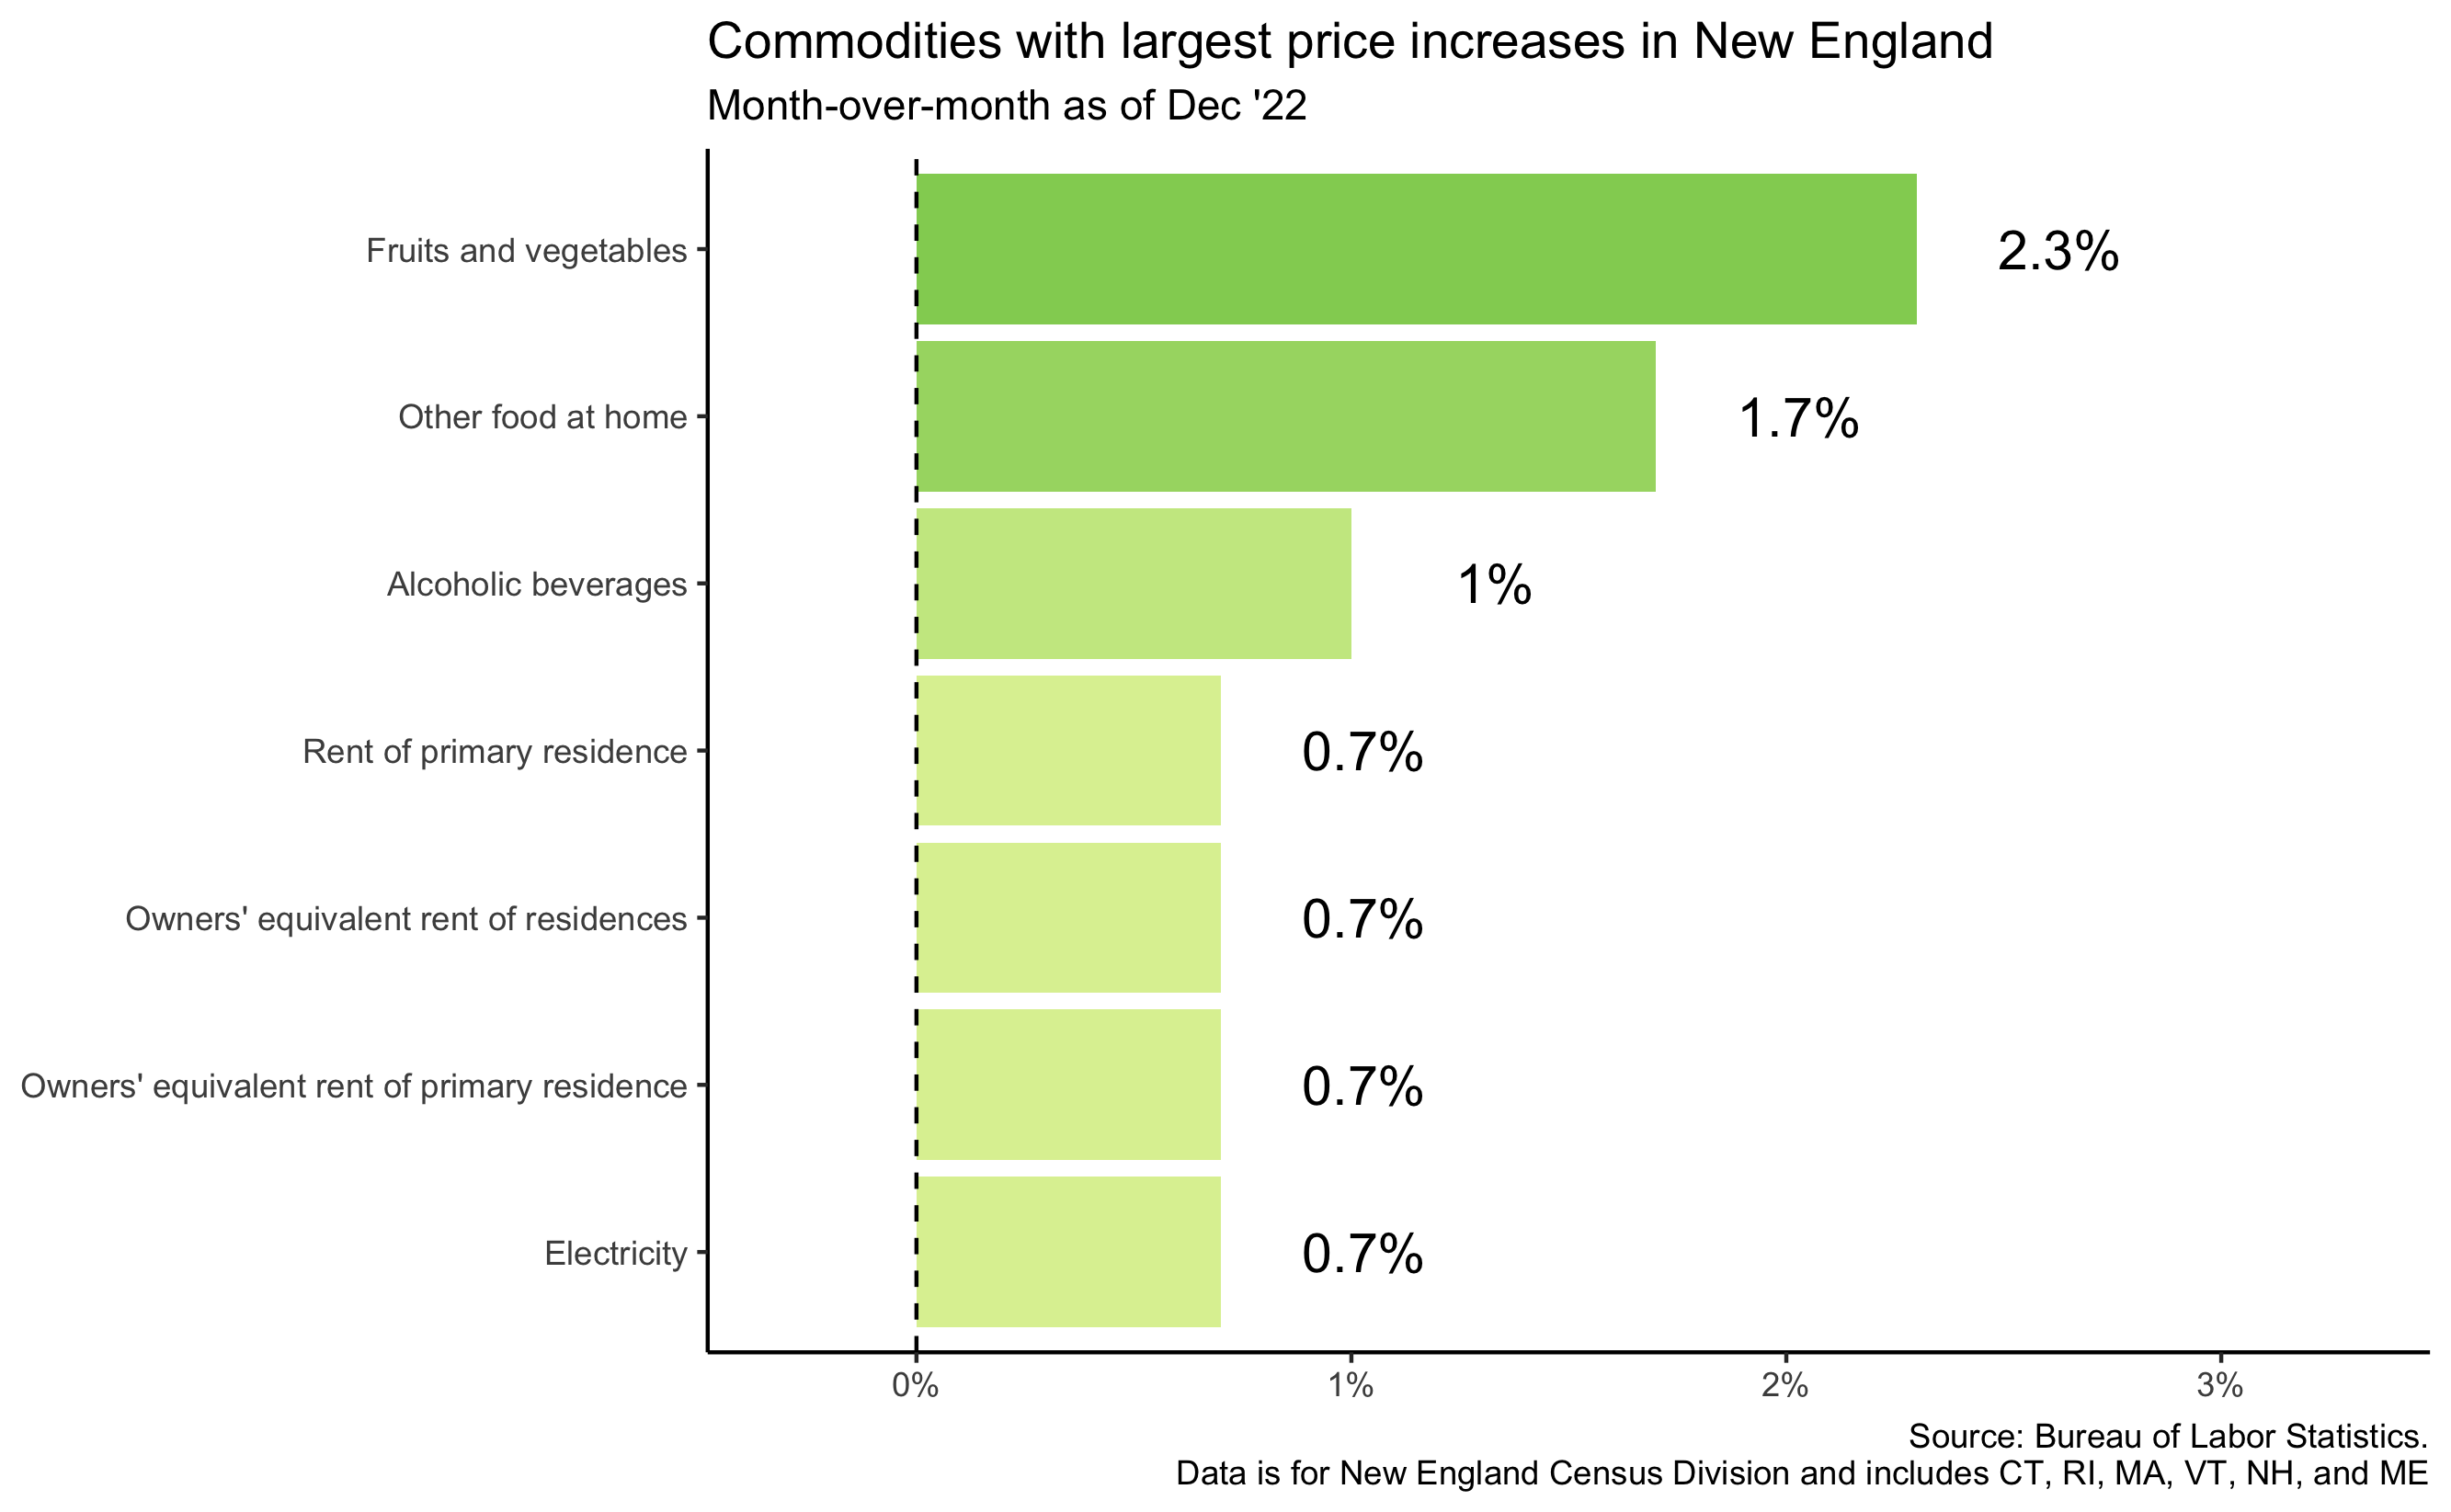 Commodities with largest price increases in New England
Month-over-month as of Dec '22
Fruits and vegetables
2.3%
Other food at home
1.7%
Alcoholic beverages
1%
Rent of primary residence
0.7%
Owners' equivalent rent of residences
0.7%
Owners' equivalent rent of primary residence
0.7%
Electricity
0.7%
0%
1%
2%
3%
Source: Bureau of Labor Statistics.
Data is for New England Census Division and includes CT, RI, MA, VT, NH, and ME